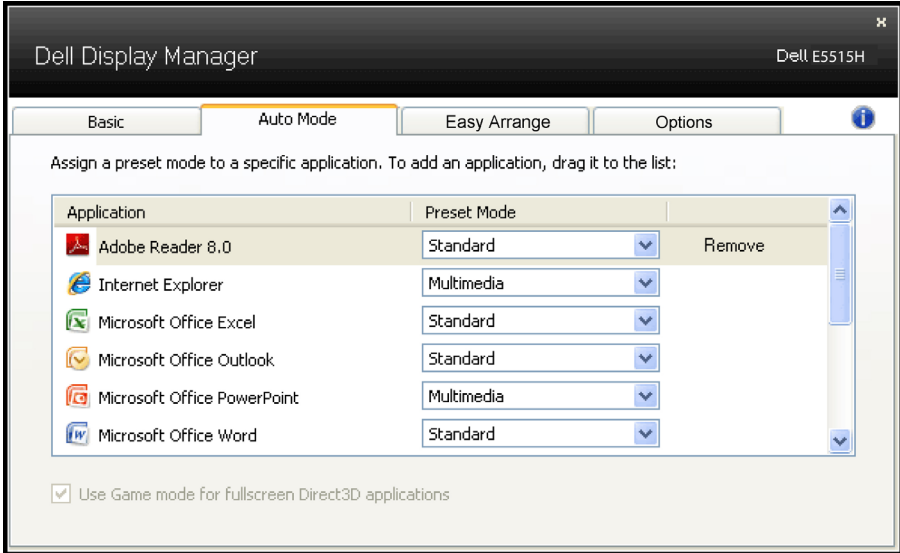 x
Dell Display Manager
Dell E5515H
Basic Auto Mode Easy Arrange Options
Assign a preset mode to a specific application. To add an application, drag it to the list:
Application Preset Mode
Adobe Reader 8.0 Standard Remove
Internet Explorer Multimedia
Microsoft Office Excel Standard
Microsoft Office Outlook Standard
Microsoft Office PowerPoint Multimedia
Microsoft Office Word Standard
Use Game mode for fullscreen Direct3D applications